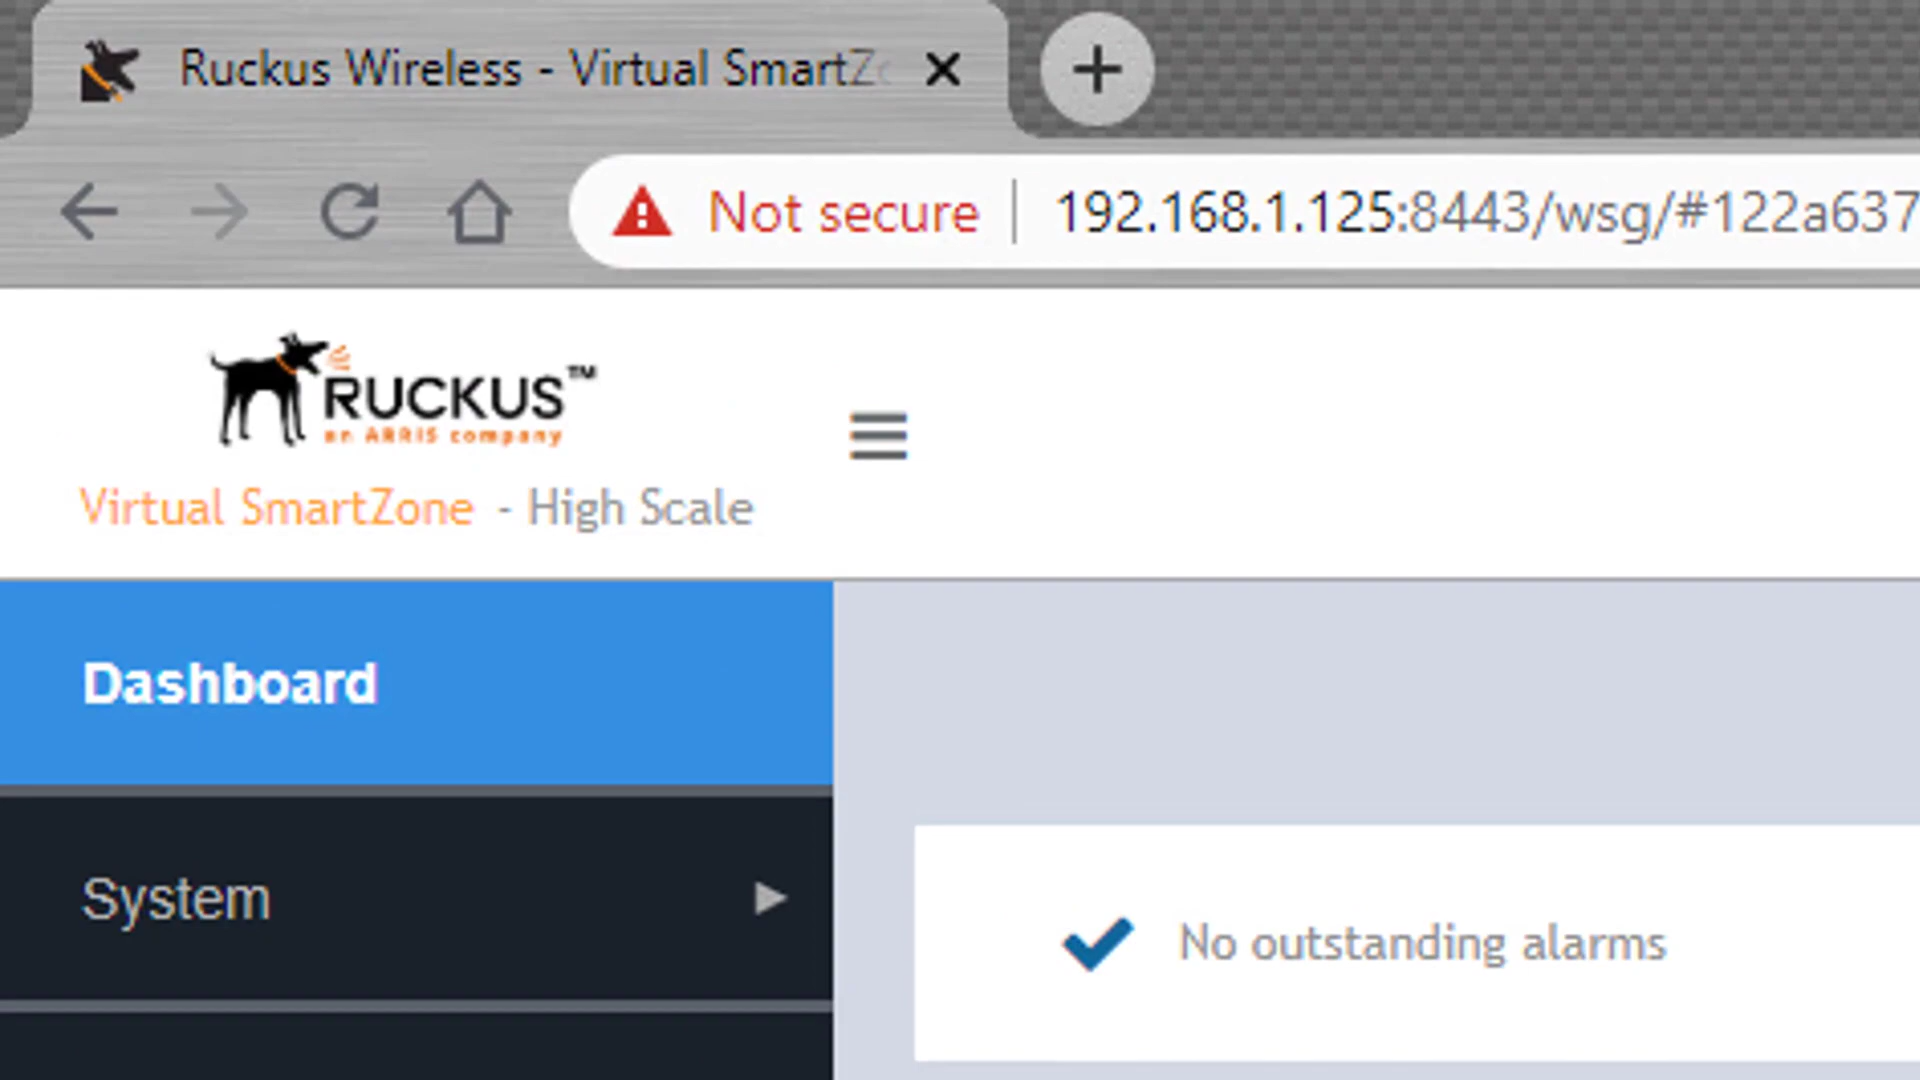 Ruckus Wireless - Virtual SmartZ
Not secure 192.168.1.125:8443/wsg/#122a637
RUCKUS™
an ARRIS company
Virtual SmartZone - High Scale
Dashboard
System
No outstanding alarms